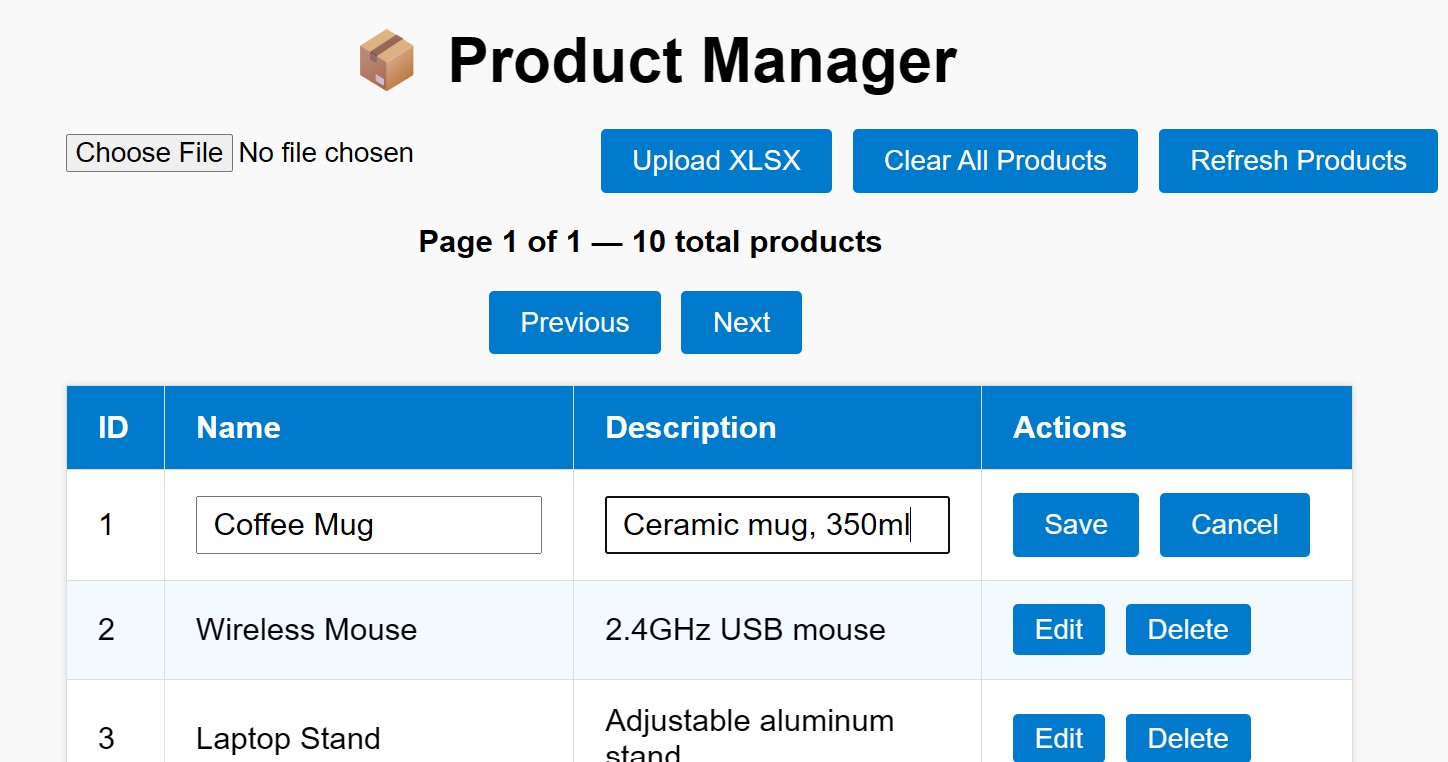 Product Manager
Choose File No file chosen Upload XLSX Clear All Products Refresh Products
Page 1 of 1 — 10 total products
Previous Next
ID Name Description Actions
1 Coffee Mug Ceramic mug, 350ml Save Cancel
2 Wireless Mouse 2.4GHz USB mouse Edit Delete
3 Laptop Stand Adjustable aluminum Edit Delete
stand